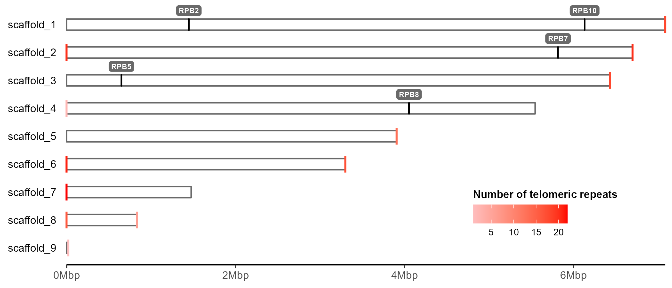 RPB2 RPB10
scaffold_1
RPB7
scaffold_2
RPB5
scaffold_3
RPB8
scaffold_4
scaffold_5
scaffold_6
scaffold_7
Number of telomeric repeats
scaffold_8
5 10 15 20
scaffold_9
0Mbp 2Mbp 4Mbp 6Mbp